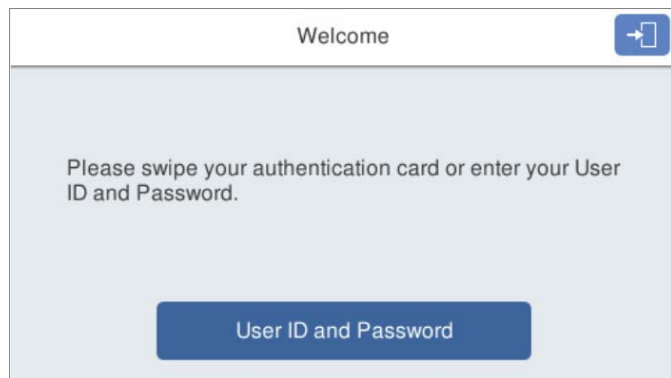 Welcome
Please swipe your authentication card or enter your User
ID and Password.
User ID and Password